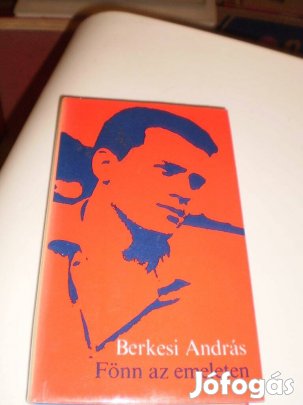 Berkesi András
Fönn az emeleten
Jófogás